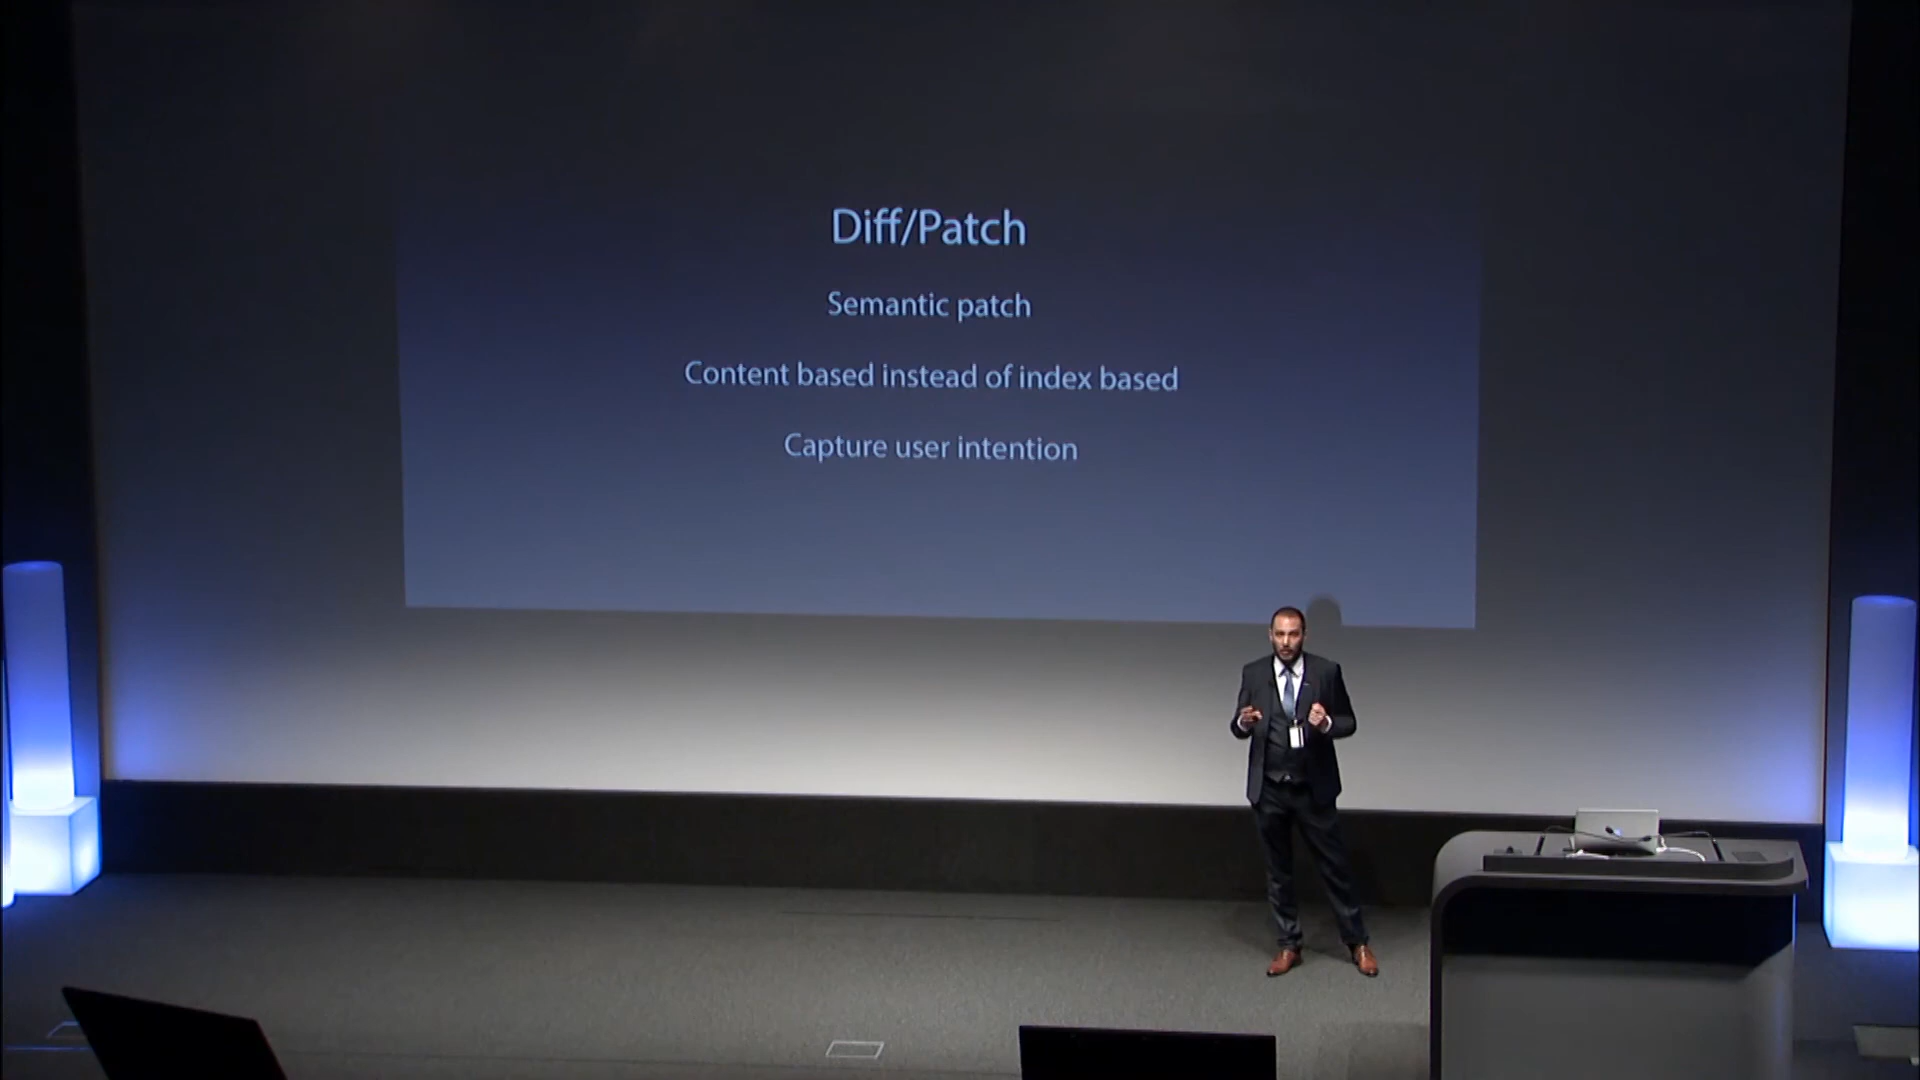 Diff/Patch
Semantic patch
Content based instead of index based
Capture user intention